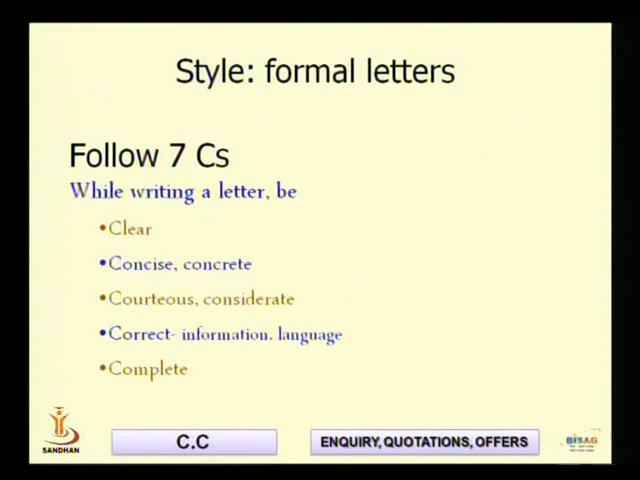 Style: formal letters
Follow 7 Cs
While writing a letter, be
•Clear
•Concise, concrete
•Courteous, considerate
•Correct- information, language
•Complete
SANDHAN
C.C
ENQUIRY, QUOTATIONS, OFFERS
BISAG